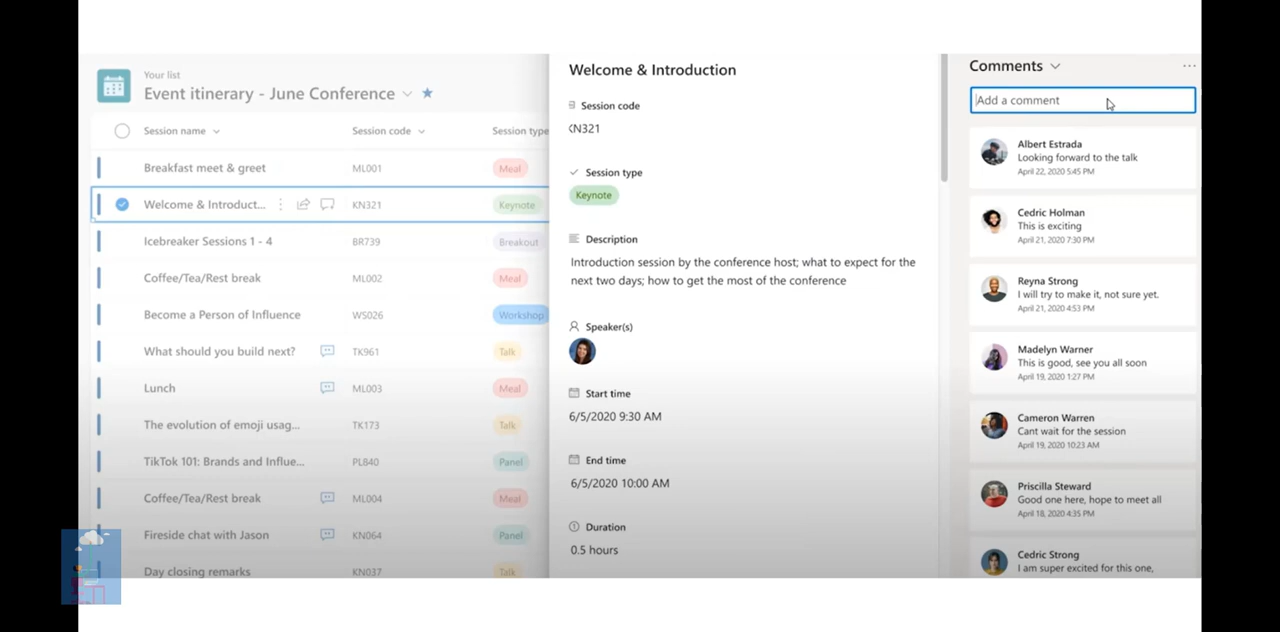 Your list
Event itinerary - June Conference
Session name
Session code
Session type
Breakfast meet & greet
ML001
Meal
Welcome & Introduct...
KN321
Keynote
Icebreaker Sessions 1 - 4
BR739
Breakout
Coffee/Tea/Rest break
ML002
Meal
Become a Person of Influence
WS026
Workshop
What should you build next?
TK961
Talk
Lunch
ML003
Meal
The evolution of emoji usag...
TK173
Talk
TikTok 101: Brands and Influe...
PL840
Panel
Coffee/Tea/Rest break
ML004
Meal
Fireside chat with Jason
KN064
Panel
Day closing remarks
KN037
Talk
Welcome & Introduction
Session code
KN321
Session type
Keynote
Description
Introduction session by the conference host; what to expect for the
next two days; how to get the most of the conference
Speaker(s)
Start time
6/5/2020 9:30 AM
End time
6/5/2020 10:00 AM
Duration
0.5 hours
Comments
Add a comment
Albert Estrada
Looking forward to the talk
April 22, 2020 5:45 PM
Cedric Holman
This is exciting
April 21, 2020 7:30 PM
Reyna Strong
I will try to make it, not sure yet.
April 21, 2020 4:53 PM
Madelyn Warner
This is good, see you all soon
April 19, 2020 1:27 PM
Cameron Warren
Cant wait for the session
April 19, 2020 10:23 AM
Priscilla Steward
Good one here, hope to meet all
April 18, 2020 4:35 PM
Cedric Strong
I am super excited for this one,